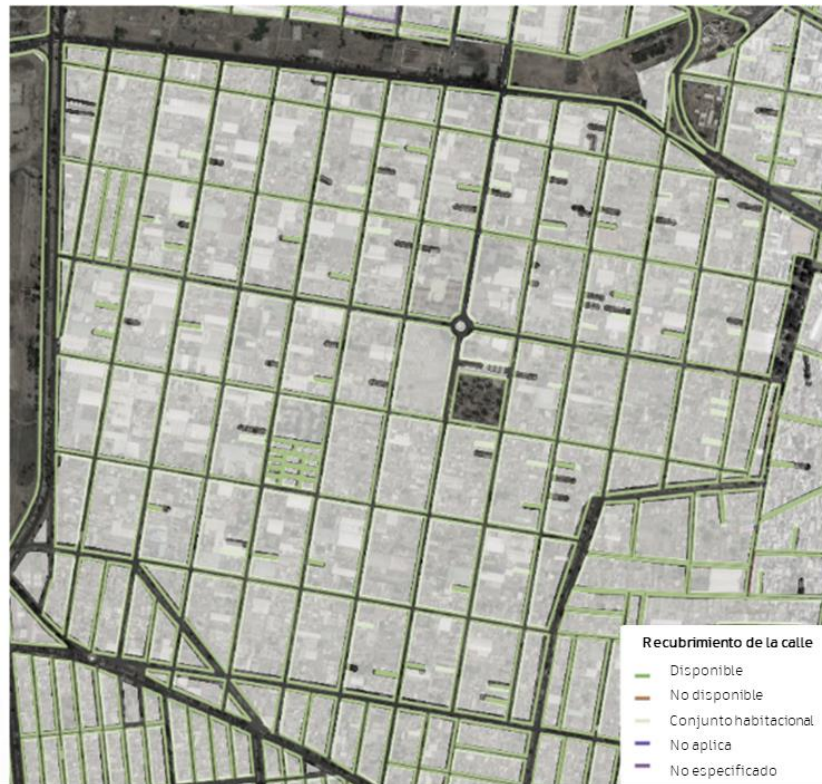 Recubrimiento de la calle
Disponible
No disponible
Conjunto habitacional
No aplica
No especificado